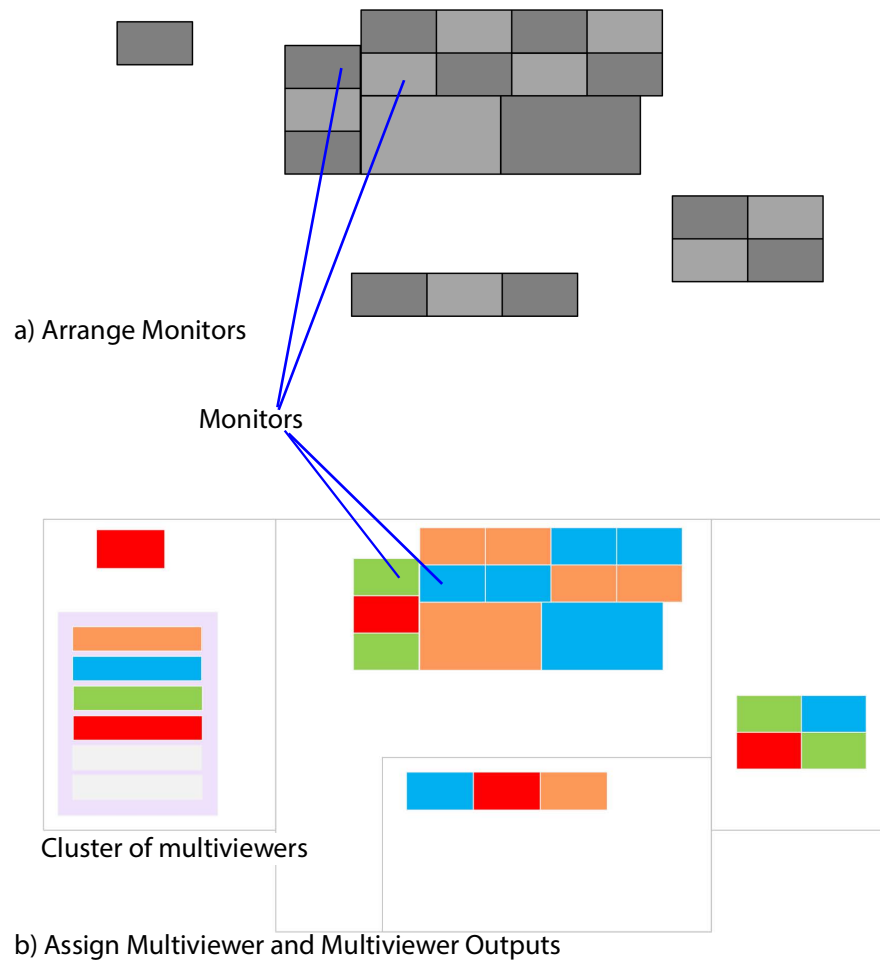 a) Arrange Monitors
Monitors
Cluster of multiviewers
b) Assign Multiviewer and Multiviewer Outputs